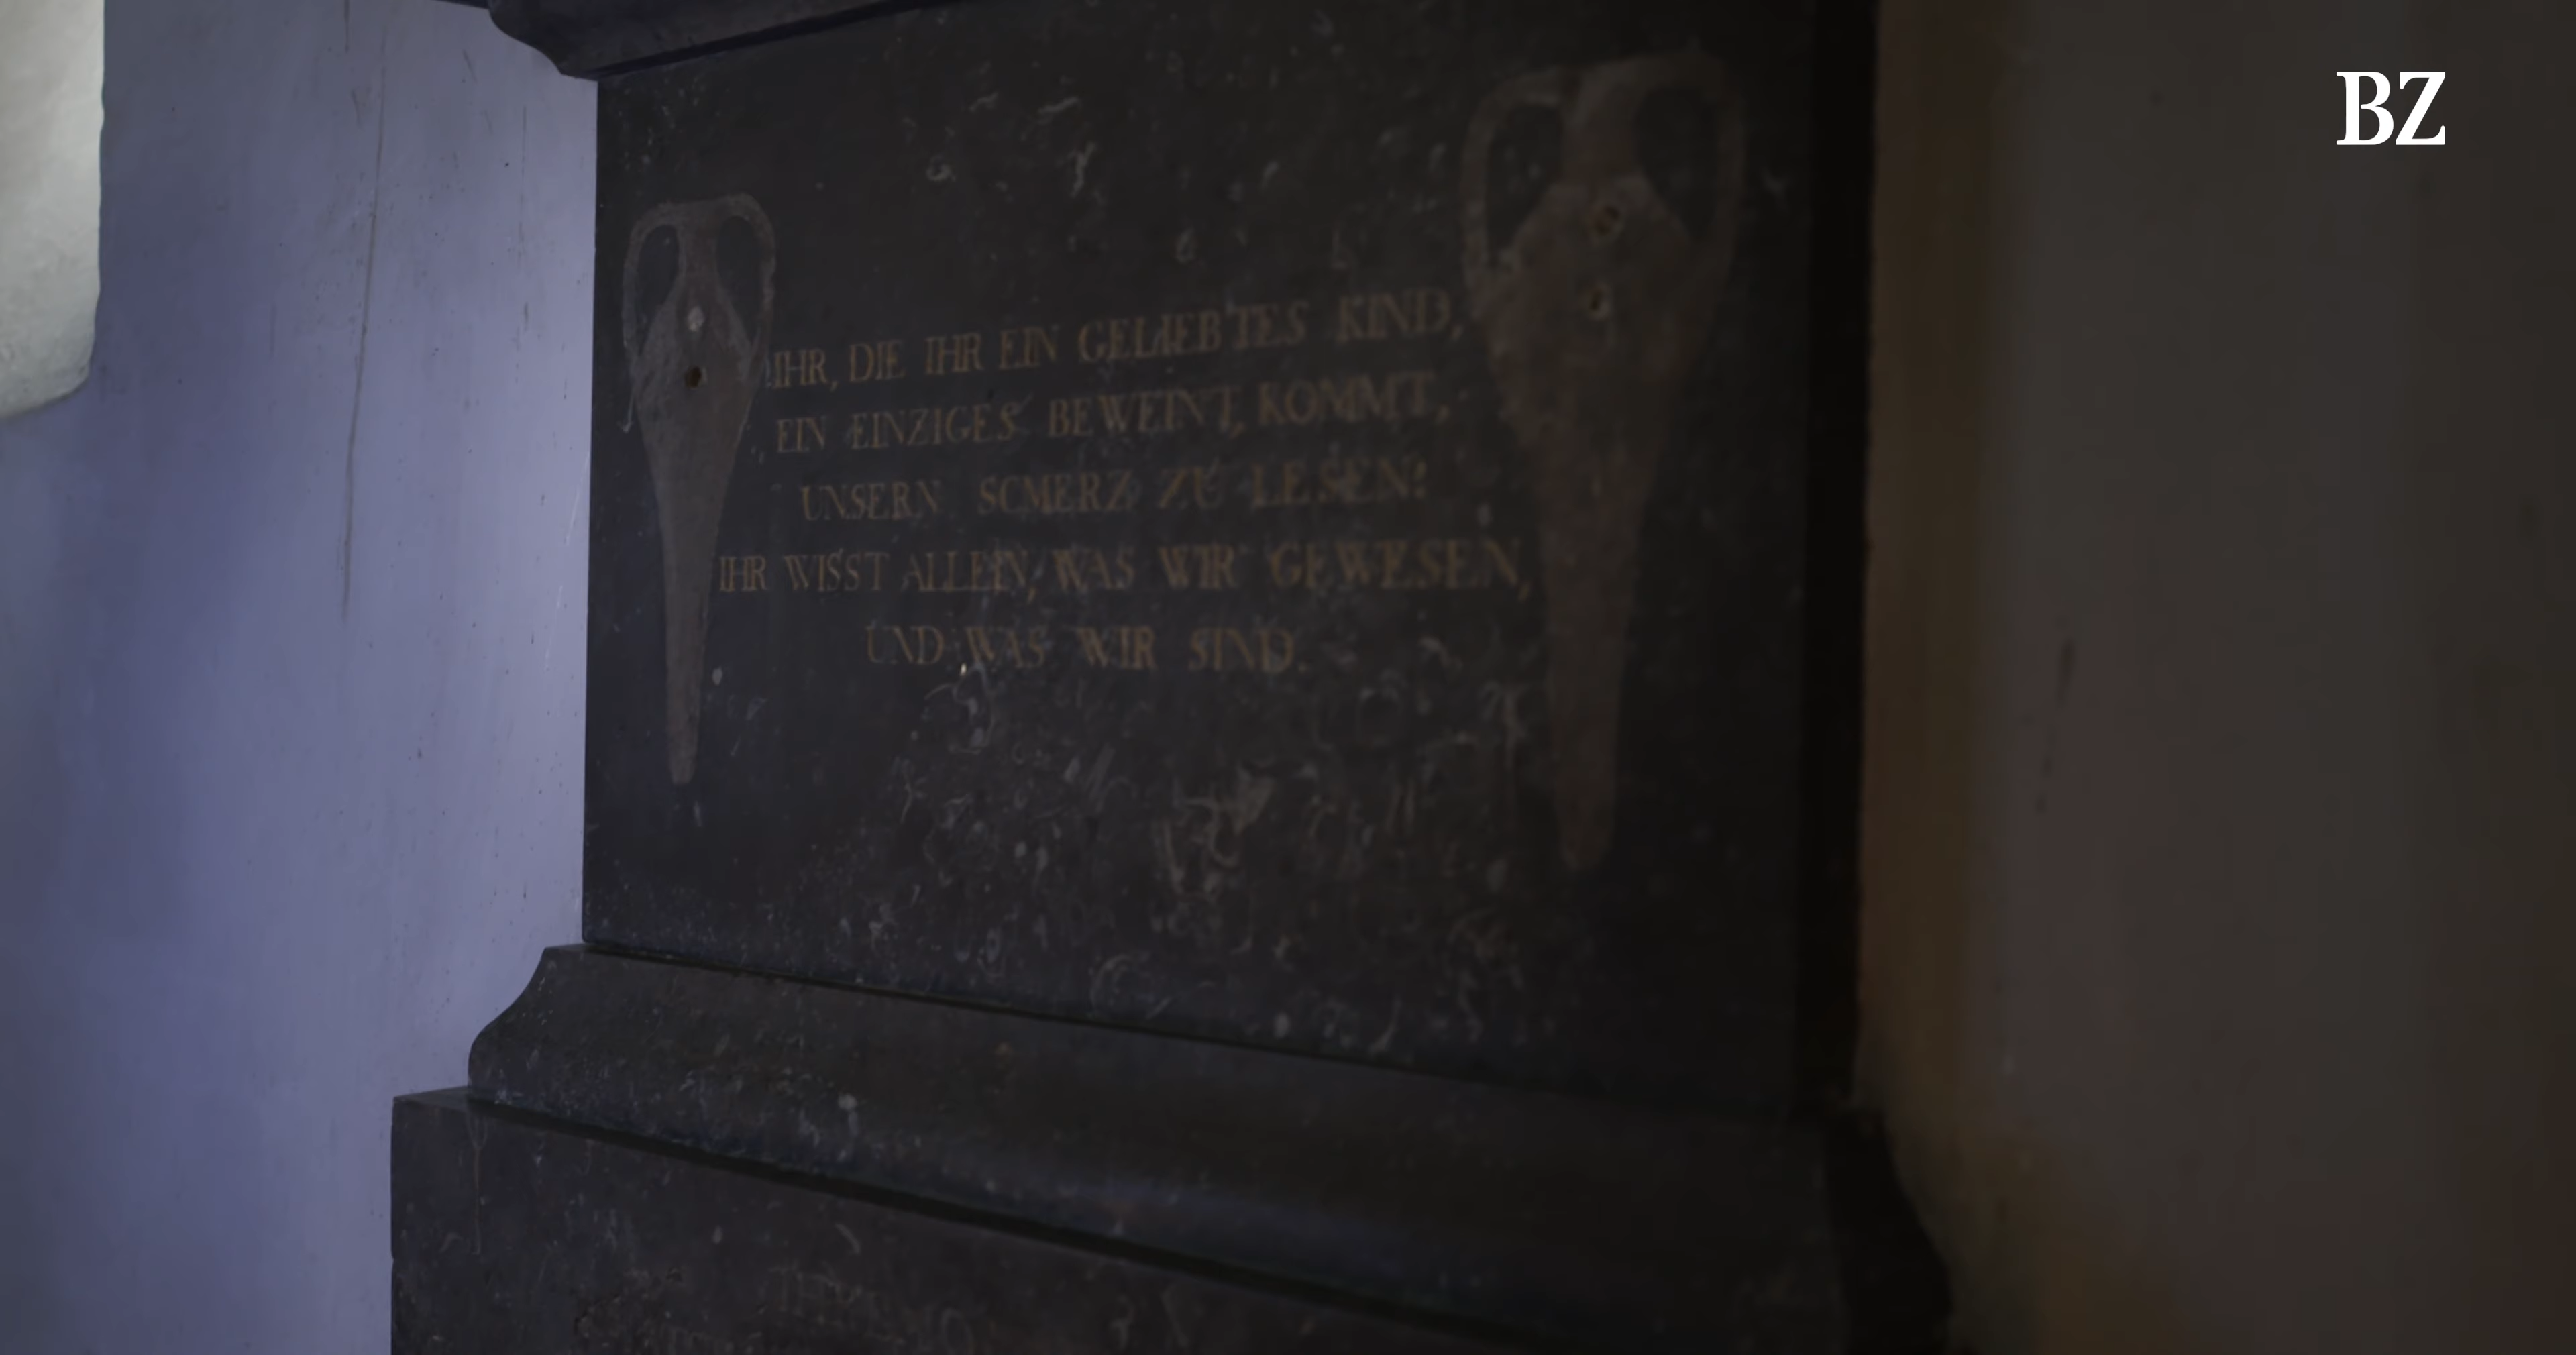 BZ
IHR, DIE IHR EIN GELIEBTES KIND,
EIN EINZIGES BEWEINT, KOMMT,
UNSERN SCMERZ ZU LESEN!
IHR WISST ALLEIN, WAS WIR GEWESEN,
UND WAS WIR SIND.